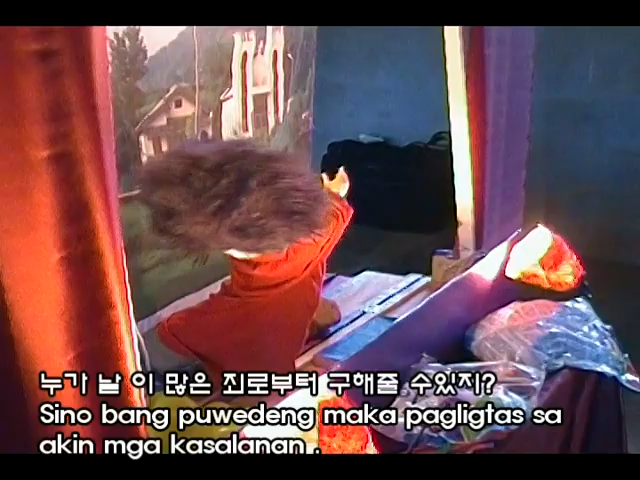 누가 날 이 많은 죄로부터 구해줄 수있지?
Sino bang puwedeng maka pagligtas sa
akin mga kasalanan .